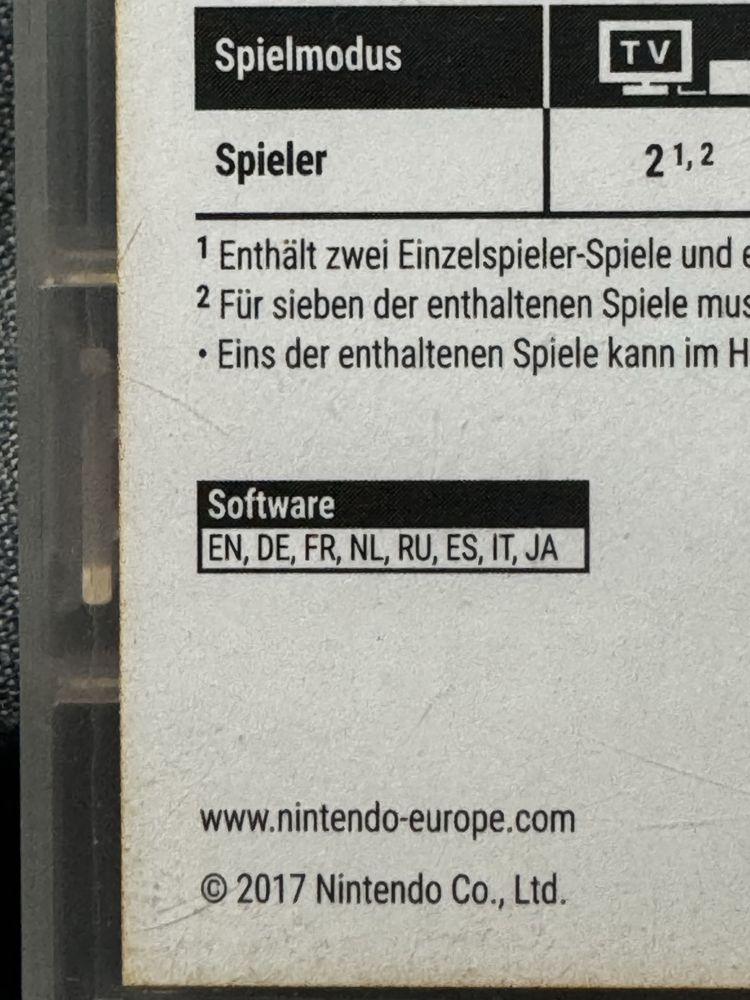 Spielmodus TV
Spieler 2 1, 2
1 Enthält zwei Einzelspieler-Spiele und
2 Für sieben der enthaltenen Spiele
• Eins der enthaltenen Spiele kann im
Software
EN, DE, FR, NL, RU, ES, IT, JA
www.nintendo-europe.com
© 2017 Nintendo Co., Ltd.